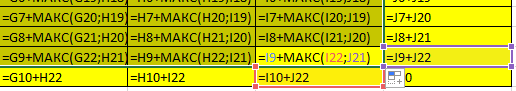 =G6+МАКС(G19;H18) =H6+МАКС(H19;I18) =I6+МАКС(I19;J18) =J6+J19
=G7+МАКС(G20;H19) =H7+МАКС(H20;I19) =I7+МАКС(I20;J19) =J7+J20
=G8+МАКС(G21;H20) =H8+МАКС(H21;I20) =I8+МАКС(I21;J20) =J8+J21
=G9+МАКС(G22;H21) =H9+МАКС(H22;I21) =I9+МАКС(I22;J21) =J9+J22
=G10+H22 =H10+I22 =I10+J22 0